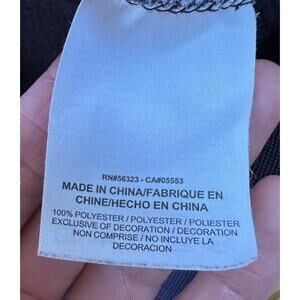 RN#56323 - CA#05553
MADE IN CHINA/FABRIQUE EN
CHINE/HECHO EN CHINA
100% POLYESTER / POLYESTER / POLIESTER
EXCLUSIVE OF DECORATION / DECORATION
NON COMPRISE / NO INCLUYE LA
DECORACION